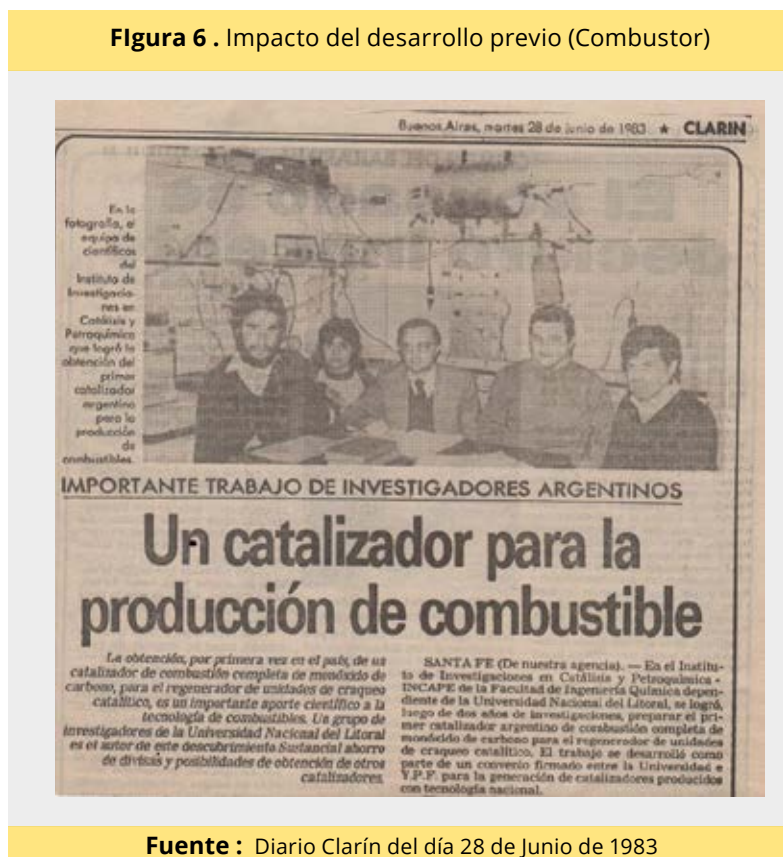 FIgura 6 . Impacto del desarrollo previo (Combustor)
Buenos Aires, martes 28 de junio de 1983 ★ CLARIN
En la
fotografía, el
equipo de
científicos
del
Instituto de
Investigacio-
nes en
Catálisis y
Petroquímica
que logró la
obtención del
primer
catalizador
argentino
para la
producción
de
combustibles.
IMPORTANTE TRABAJO DE INVESTIGADORES ARGENTINOS
Un catalizador para la
producción de combustible
La obtención, por primera vez en el país, de un
catalizador de combustión completa de monóxido de
carbono, para el regenerador de unidades de craqueo
catalítico, es un importante aporte científico a la
tecnología de combustibles. Un grupo de
investigadores de la Universidad Nacional del Litoral
es el autor de este descubrimiento Sustancial ahorro
de divisas y posibilidades de obtención de otros
catalizadores.
SANTA FE (De nuestra agencia). — En el Institu-
to de Investigaciones en Catálisis y Petroquímica -
INCAPE de la Facultad de Ingeniería Química depen-
diente de la Universidad Nacional del Litoral, se logró,
luego de dos años de investigaciones, preparar el pri-
mer catalizador argentino de combustión completa de
monóxido de carbono para el regenerador de unidades
de craqueo catalítico. El trabajo se desarrolló como
parte de un convenio firmado entre la Universidad e
Y.P.F. para la generación de catalizadores producidos
con tecnología nacional.
Fuente : Diario Clarín del día 28 de Junio de 1983